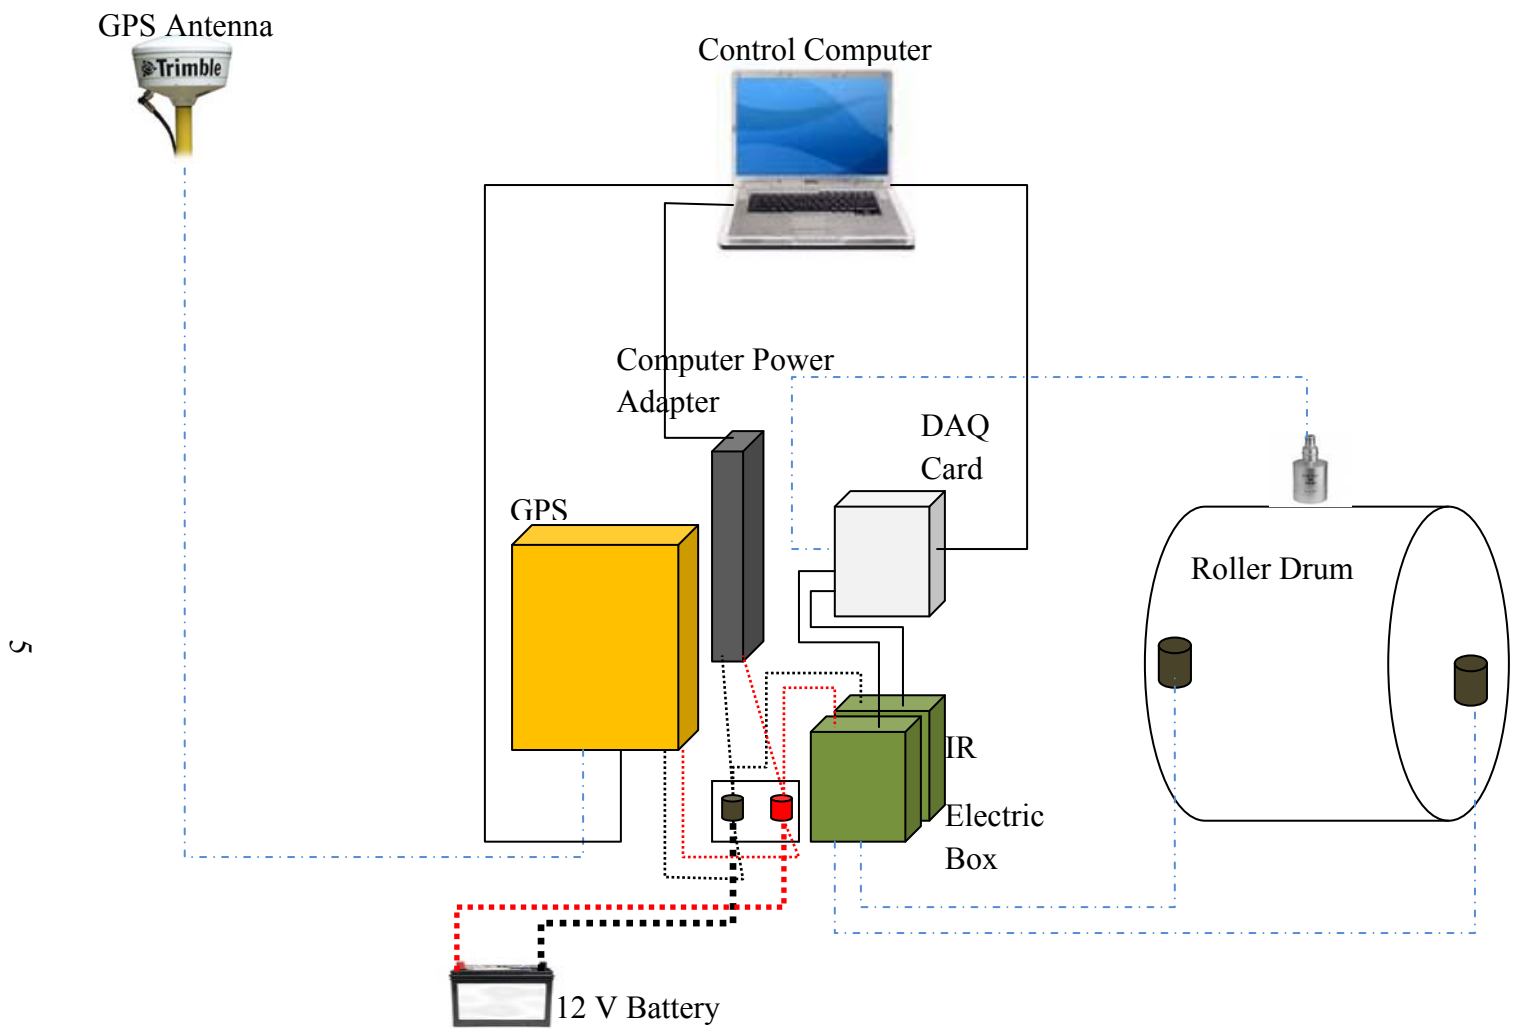 GPS Antenna
Trimble
Control Computer
Computer Power
Adapter
DAQ
Card
GPS
Roller Drum
IR
Electric
Box
12 V Battery
5